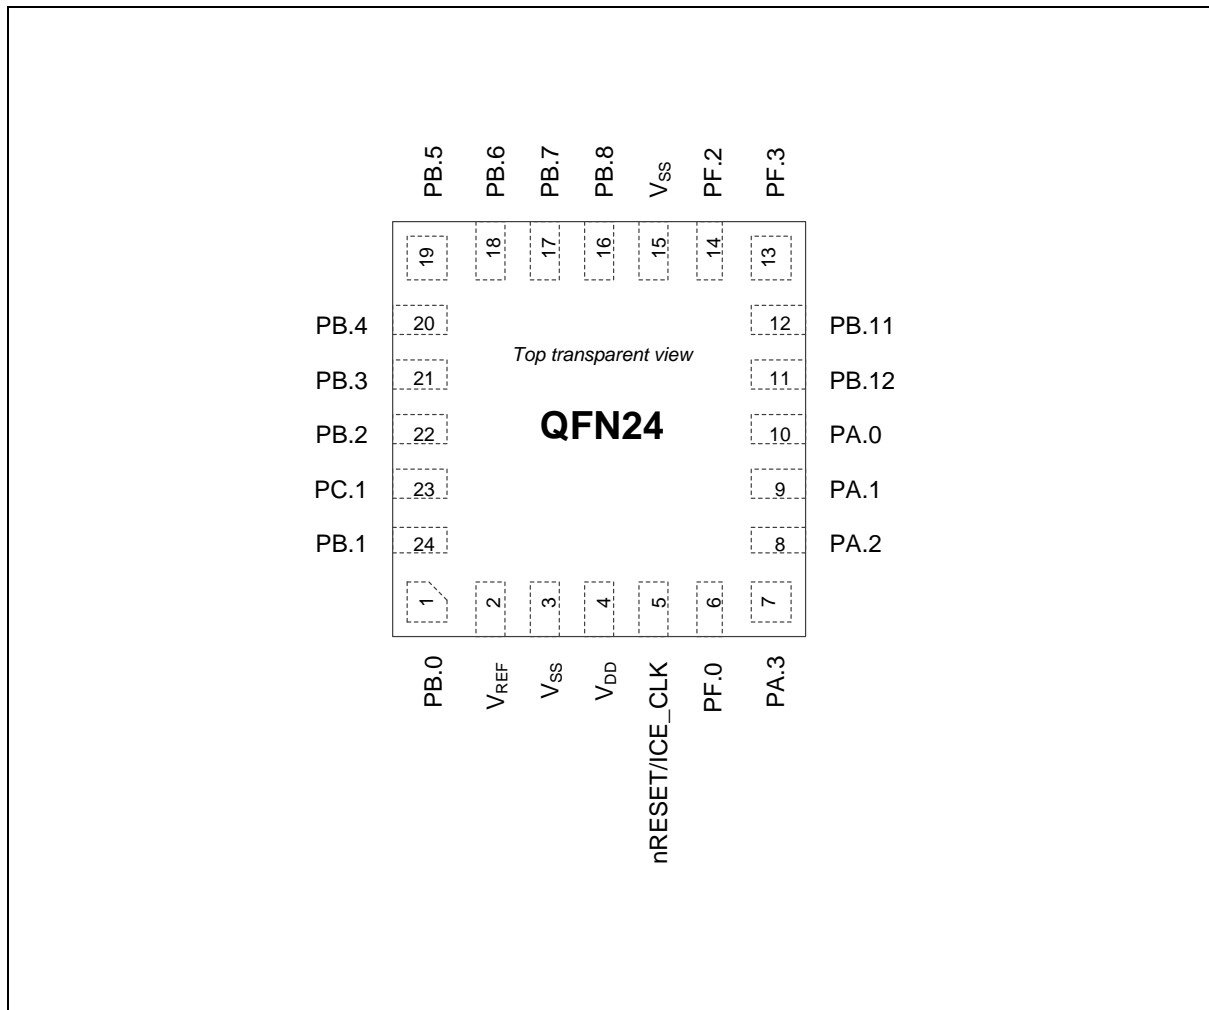 PB.5
PB.6
PB.7
PB.8
VSS
PF.2
PF.3
19
18
17
16
15
14
13
PB.4
20
12
PB.11
Top transparent view
PB.3
21
11
PB.12
QFN24
PB.2
22
10
PA.0
PC.1
23
9
PA.1
PB.1
24
8
PA.2
1
2
3
4
5
6
7
PB.0
VREF
VSS
VDD
nRESET/ICE_CLK
PF.0
PA.3